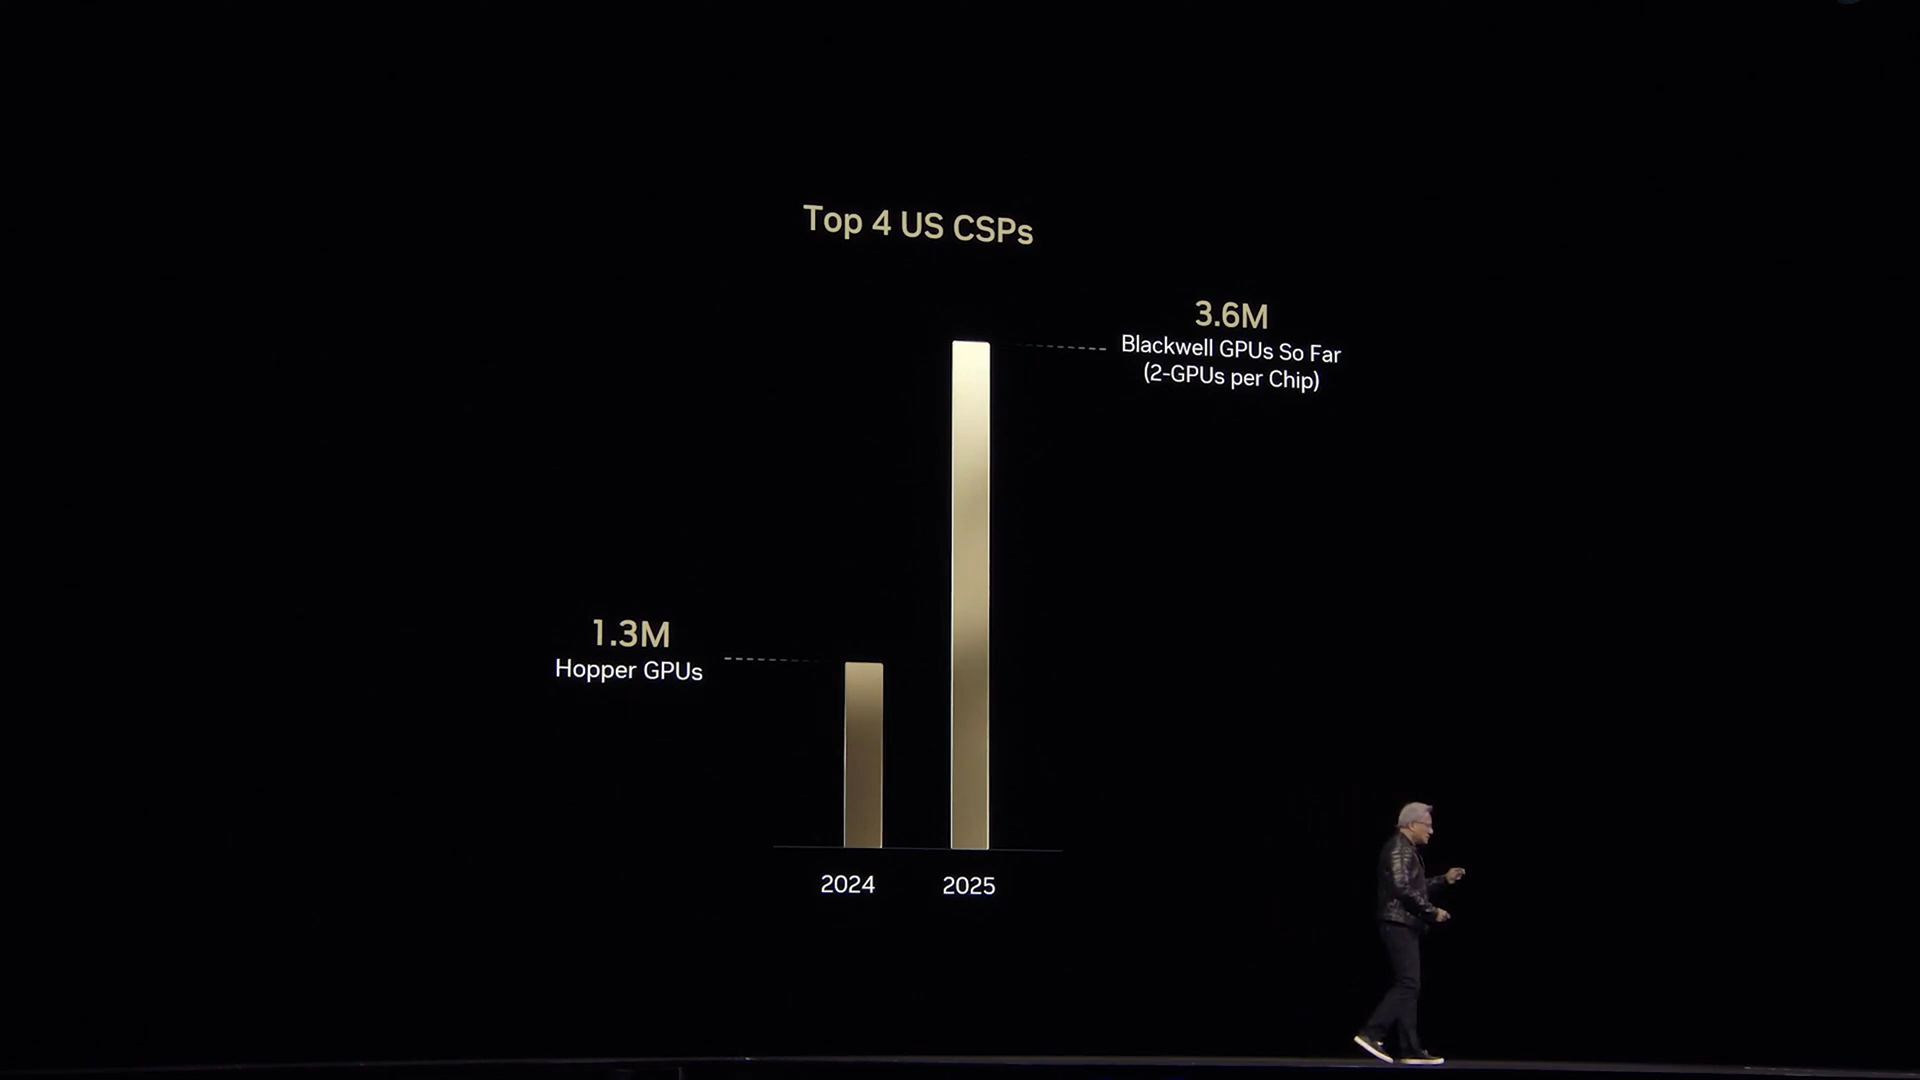 Top 4 US CSPs
3.6M
Blackwell GPUs So Far
(2-GPUs per Chip)
1.3M
Hopper GPUs
2024
2025